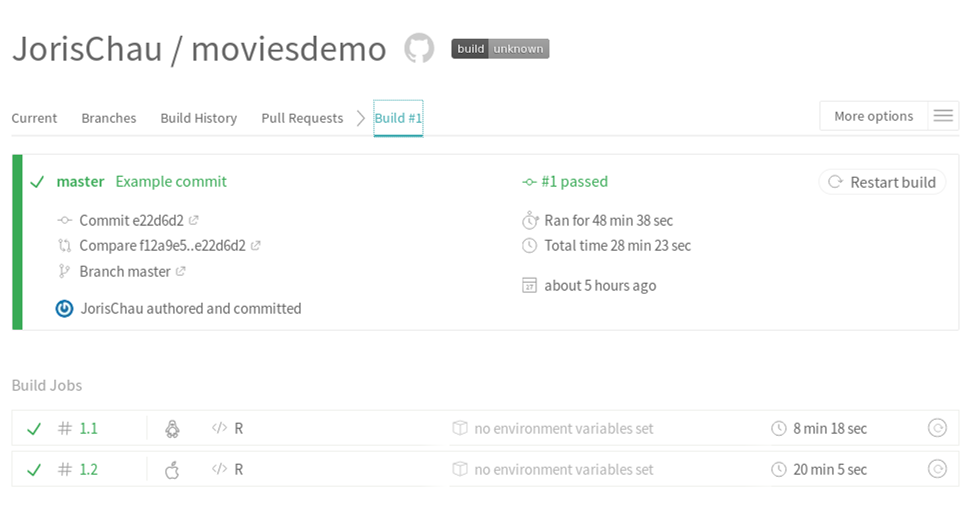 JorisChau / moviesdemo build unknown
Current Branches Build History Pull Requests Build #1 More options
master Example commit #1 passed Restart build
Commit e22d6d2 Ran for 48 min 38 sec
Compare f12a9e5..e22d6d2 Total time 28 min 23 sec
Branch master
about 5 hours ago
JorisChau authored and committed
Build Jobs
# 1.1 </> R no environment variables set 8 min 18 sec
# 1.2 </> R no environment variables set 20 min 5 sec